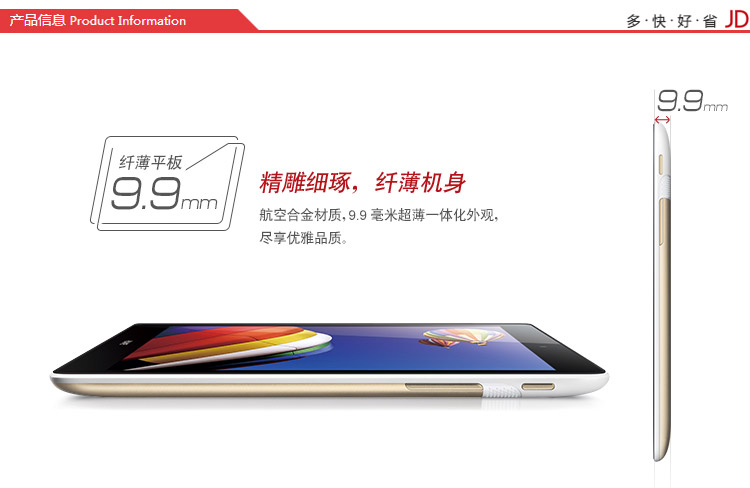 产品信息 Product Information
多·快·好·省 JD
9.9mm
纤薄平板
9.9mm
精雕细琢，纤薄机身
航空合金材质，9.9 毫米超薄一体化外观，
尽享优雅品质。